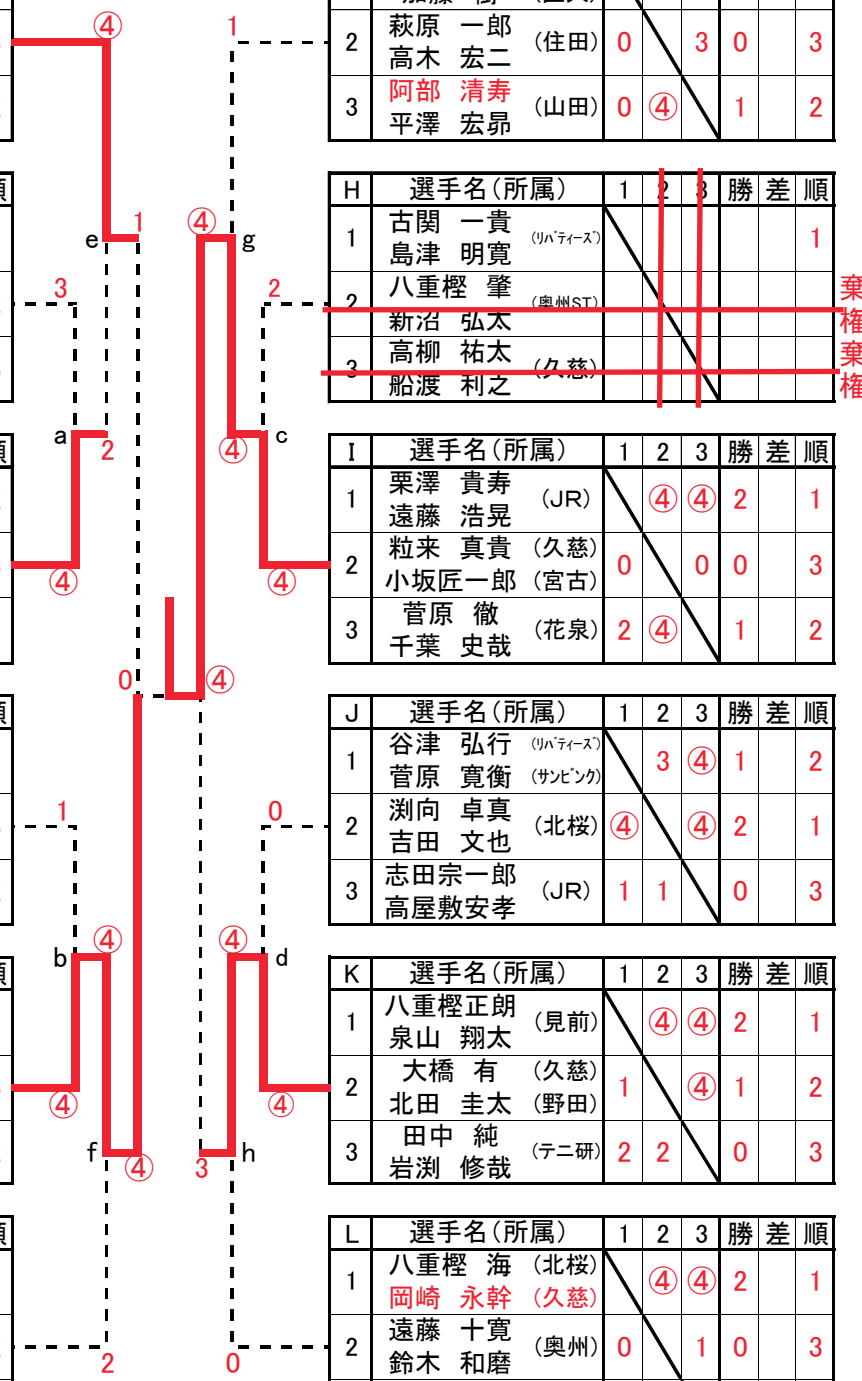 2 萩原 一郎 (住田) 0 3 0 3
高木 宏二
3 阿部 清寿 (山田) 0 ④ 1 2
平澤 宏昴
H 選手名(所属) 1 2 3 勝 差 順
1 古関 一貴 (リバティーズ) 1
島津 明寛
2 八重樫 肇 (奥州ST) 棄権
新沼 弘太
3 高柳 祐太 (久慈) 棄権
船渡 利之
I 選手名(所属) 1 2 3 勝 差 順
1 栗澤 貴寿 (JR) ④ ④ 2 1
遠藤 浩晃
2 粒来 真貴 (久慈) 0 0 0 3
小坂匠一郎 (宮古)
3 菅原 徹 (花泉) 2 ④ 1 2
千葉 史哉
J 選手名(所属) 1 2 3 勝 差 順
1 谷津 弘行 (リバティーズ) 3 ④ 1 2
菅原 寛衡 (サンビンク)
2 渕向 卓真 (北桜) ④ ④ 2 1
吉田 文也
3 志田宗一郎 (JR) 1 1 0 3
高屋敷安孝
K 選手名(所属) 1 2 3 勝 差 順
1 八重樫正朗 (見前) ④ ④ 2 1
泉山 翔太
2 大橋 有 (久慈) 1 ④ 1 2
北田 圭太 (野田)
3 田中 純 (テニ研) 2 2 0 3
岩渕 修哉
L 選手名(所属) 1 2 3 勝 差 順
1 八重樫 海 (北桜) ④ ④ 2 1
岡崎 永幹 (久慈)
2 遠藤 十寛 (奥州) 0 1 0 3
鈴木 和磨
④ 1
e 1 ④ g
3 2
a 2 ④ c
④ ④
0 ④
1 0
b ④ ④ d
④ ④
f ④ 3 h
2 0